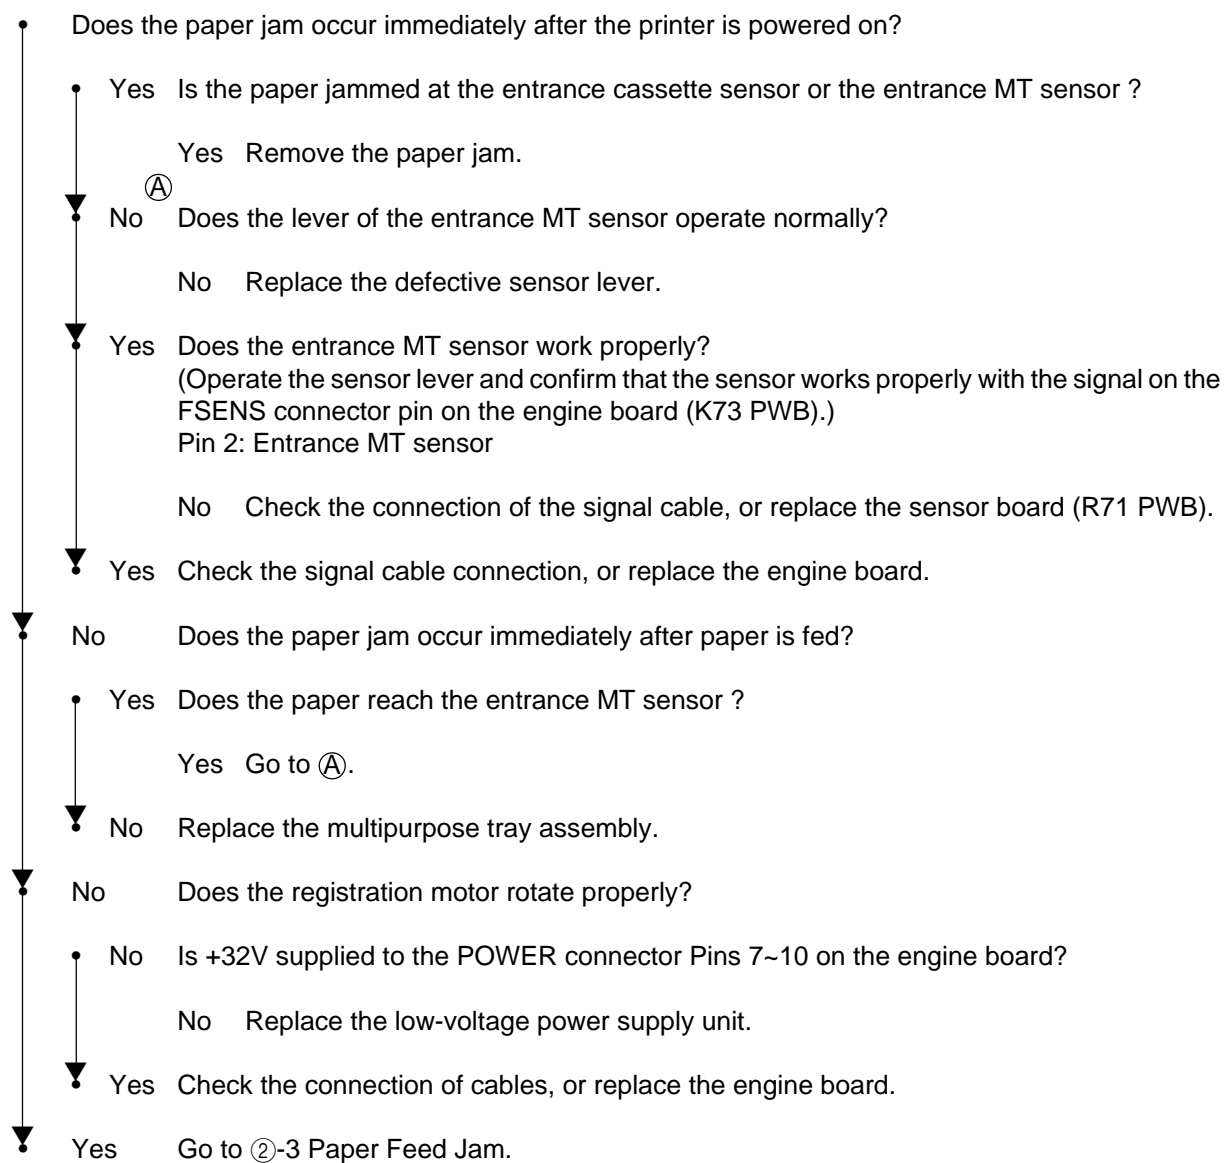 Does the paper jam occur immediately after the printer is powered on?
Yes Is the paper jammed at the entrance cassette sensor or the entrance MT sensor ?
Yes Remove the paper jam.
Ⓐ
No Does the lever of the entrance MT sensor operate normally?
No Replace the defective sensor lever.
Yes Does the entrance MT sensor work properly?
(Operate the sensor lever and confirm that the sensor works properly with the signal on the
FSENS connector pin on the engine board (K73 PWB).)
Pin 2: Entrance MT sensor
No Check the connection of the signal cable, or replace the sensor board (R71 PWB).
Yes Check the signal cable connection, or replace the engine board.
No Does the paper jam occur immediately after paper is fed?
Yes Does the paper reach the entrance MT sensor ?
Yes Go to Ⓐ.
No Replace the multipurpose tray assembly.
No Does the registration motor rotate properly?
No Is +32V supplied to the POWER connector Pins 7~10 on the engine board?
No Replace the low-voltage power supply unit.
Yes Check the connection of cables, or replace the engine board.
Yes Go to ②-3 Paper Feed Jam.